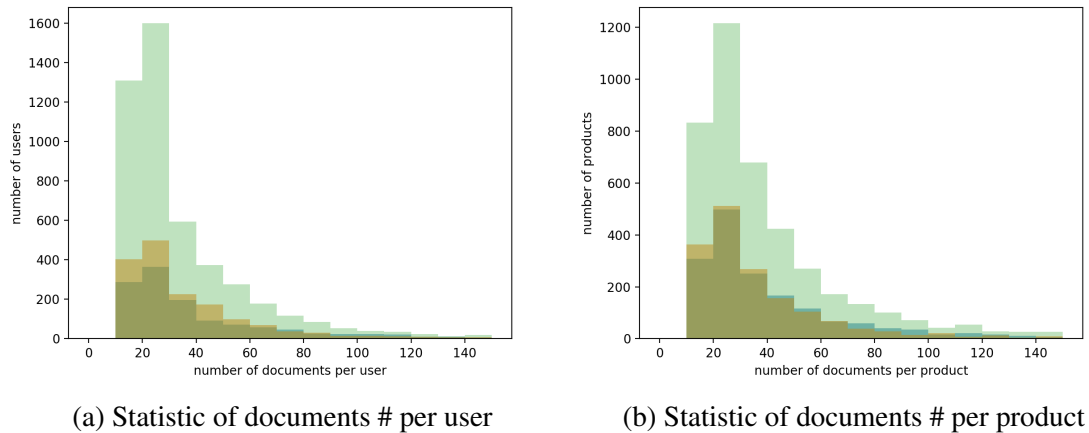 1600
1400
1200
1000
800
600
400
200
0
number of users
0 20 40 60 80 100 120 140
number of documents per user
(a) Statistic of documents # per user
1200
1000
800
600
400
200
0
number of products
0 20 40 60 80 100 120 140
number of documents per product
(b) Statistic of documents # per product